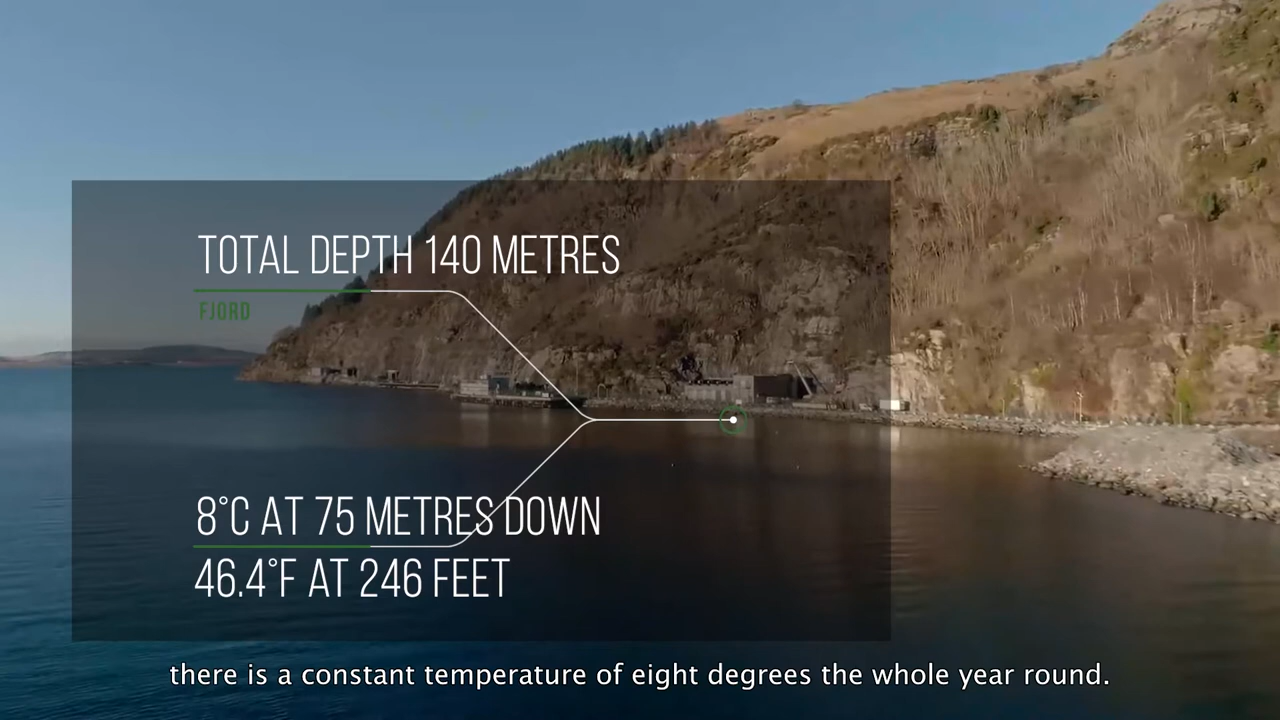 TOTAL DEPTH 140 METRES
FJORD
8°C AT 75 METRES DOWN
46.4°F AT 246 FEET
there is a constant temperature of eight degrees the whole year round.